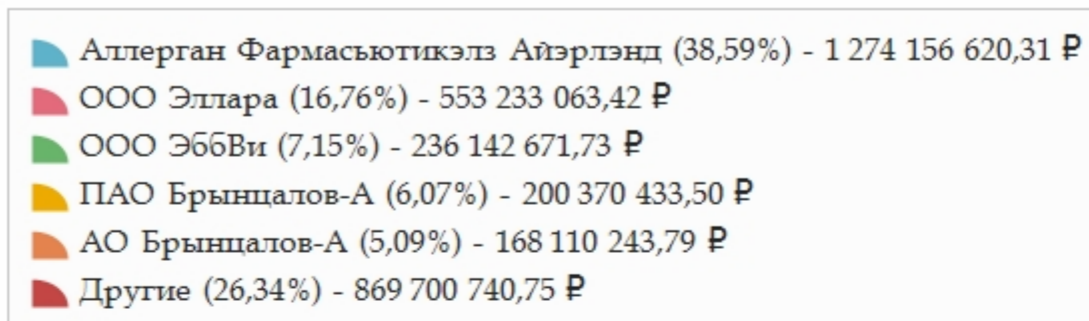 Аллерган Фармасьютикэлз Айэрлэнд (38,59%) - 1 274 156 620,31 ₽
ООО Эллара (16,76%) - 553 233 063,42 ₽
ООО ЭббВи (7,15%) - 236 142 671,73 ₽
ПАО Брынцалов-А (6,07%) - 200 370 433,50 ₽
АО Брынцалов-А (5,09%) - 168 110 243,79 ₽
Другие (26,34%) - 869 700 740,75 ₽